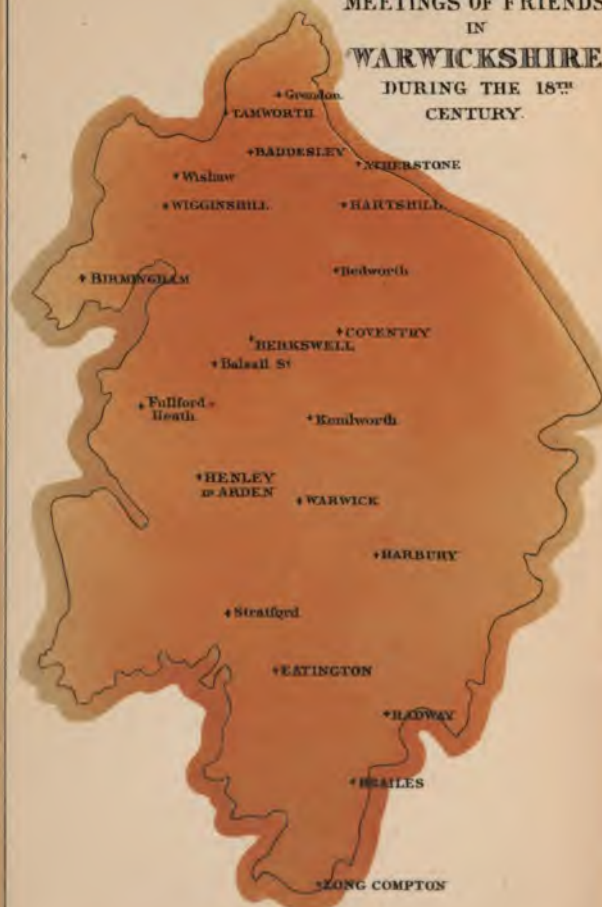 MEETINGS OF FRIENDS
IN
WARWICKSHIRE
DURING THE 18TH
CENTURY.
Grendon
TAMWORTH
BADDESLEY
ATHERSTONE
Wishaw
WIGGINSHILL
HARTSHILL
BIRMINGHAM
Bedworth
COVENTRY
BERKSWELL
Balsall St
Fullford
Heath
Kenilworth
HENLEY
IN ARDEN
WARWICK
HARBURY
Stratford
EATINGTON
RADWAY
BRAILES
LONG COMPTON